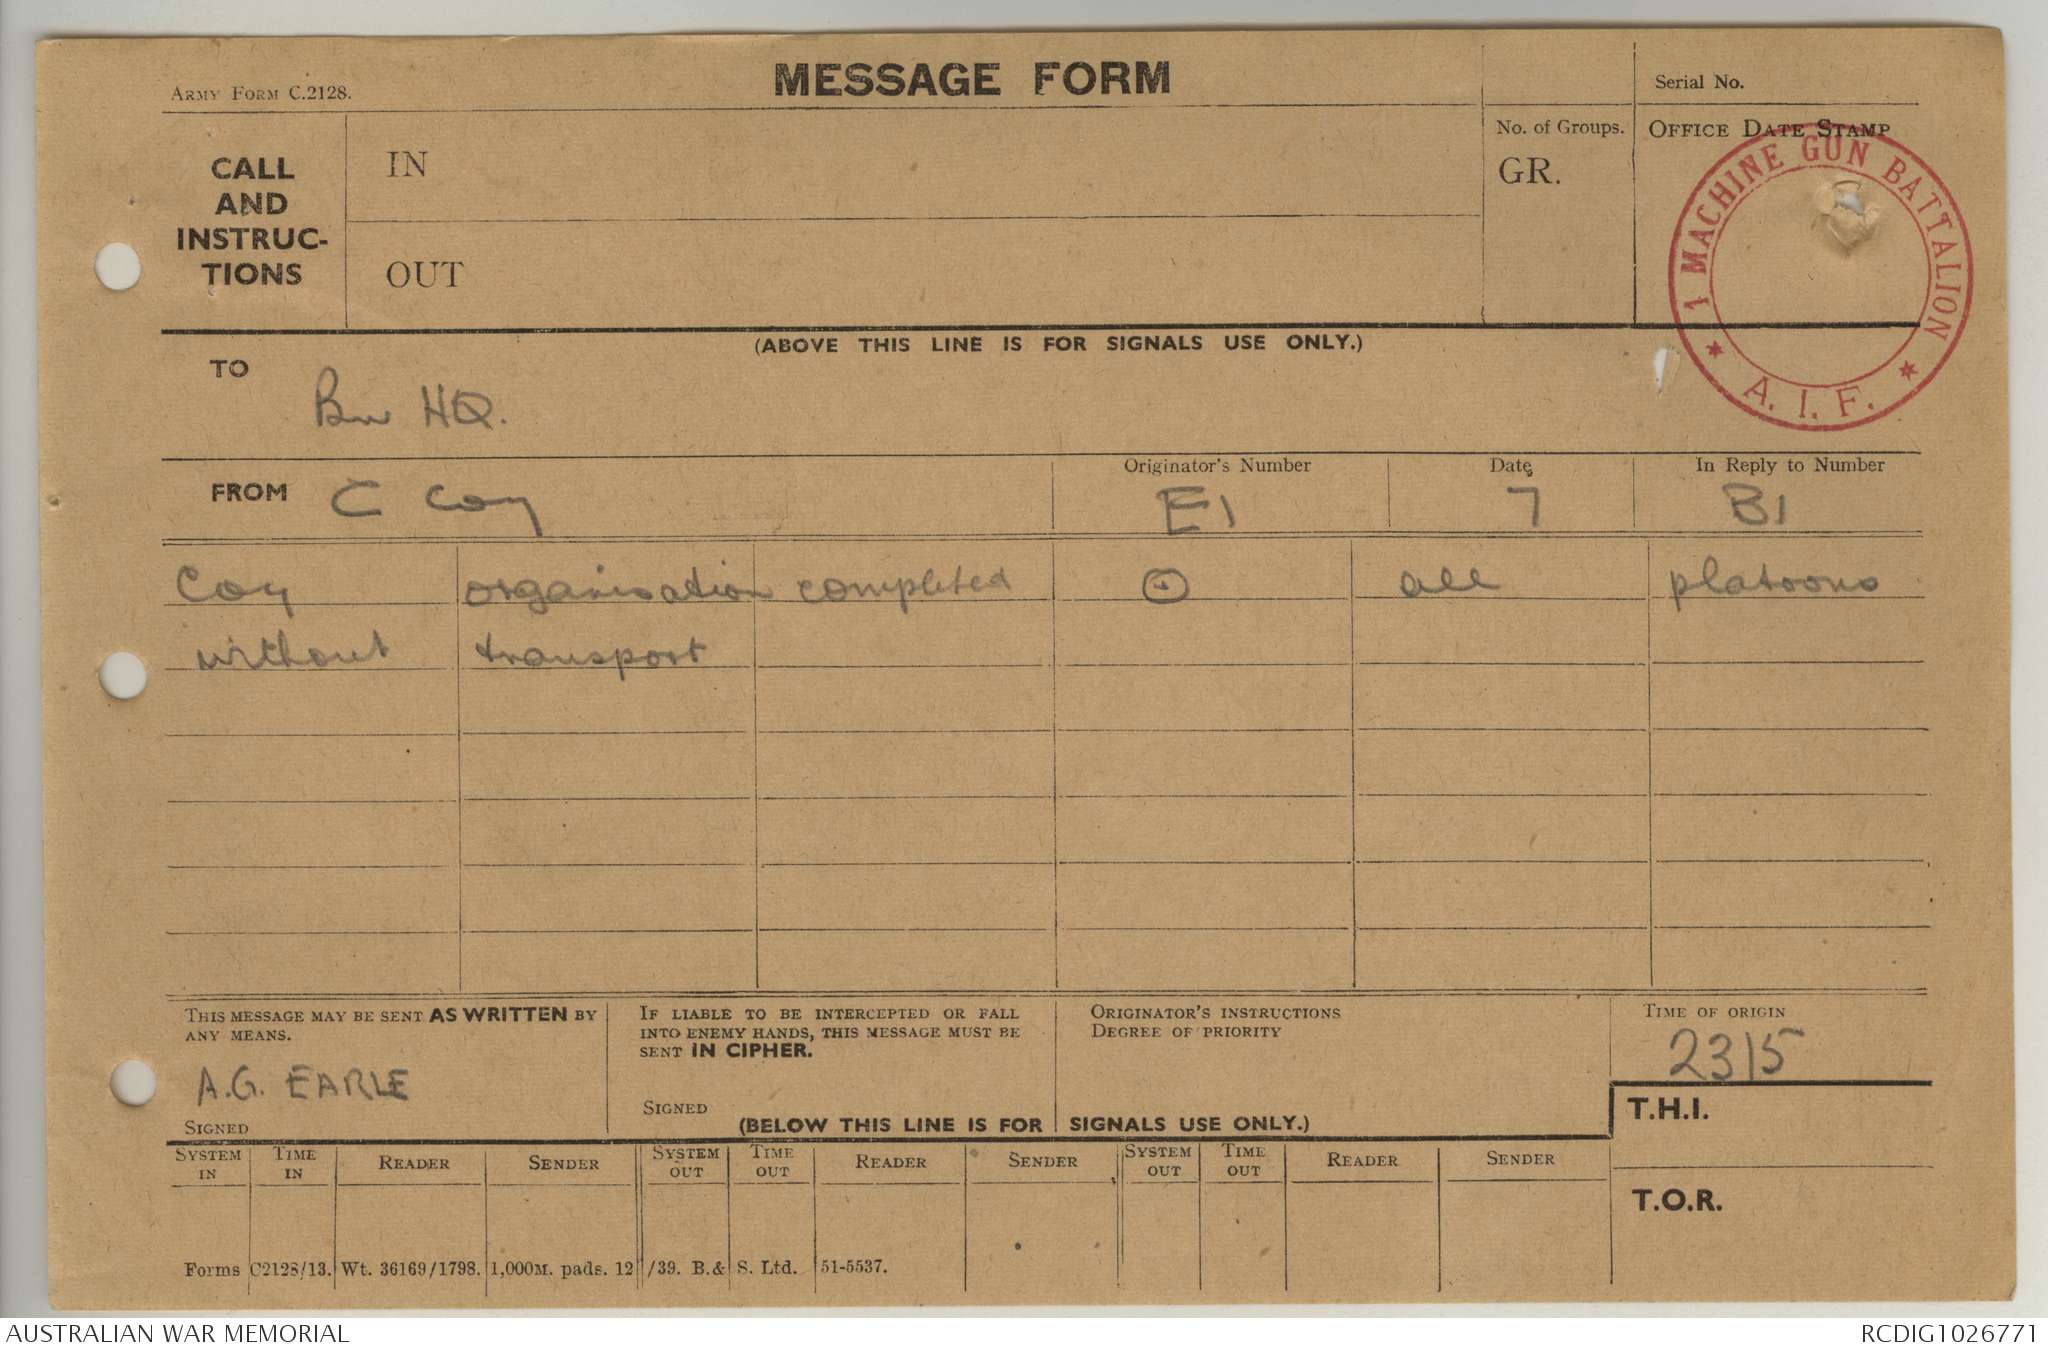 ARMY FORM C.2128.
MESSAGE FORM
Serial No.
CALL
AND
INSTRUC-
TIONS
IN
OUT
No. of Groups.
GR.
OFFICE DATE STAMP
1 MACHINE GUN BATTALION
* A. I. F. *
(ABOVE THIS LINE IS FOR SIGNALS USE ONLY.)
TO
Bn HQ.
FROM C Coy
Originator's Number
E1
Date
7
In Reply to Number
B1
Coy organisation completed ⊙ all platoons
without transport
THIS MESSAGE MAY BE SENT AS WRITTEN BY
ANY MEANS.
A.G. EARLE
SIGNED
IF LIABLE TO BE INTERCEPTED OR FALL
INTO ENEMY HANDS, THIS MESSAGE MUST BE
SENT IN CIPHER.
SIGNED
ORIGINATOR'S INSTRUCTIONS
DEGREE OF PRIORITY
TIME OF ORIGIN
2315
(BELOW THIS LINE IS FOR SIGNALS USE ONLY.)
T.H.I.
T.O.R.
SYSTEM IN TIME IN READER SENDER SYSTEM OUT TIME OUT READER SENDER SYSTEM OUT TIME OUT READER SENDER
Forms C2128/13. Wt. 36169/1798. 1,000M. pads. 12/39. B.& S. Ltd. 51-5537.
AUSTRALIAN WAR MEMORIAL
RCDIG1026771